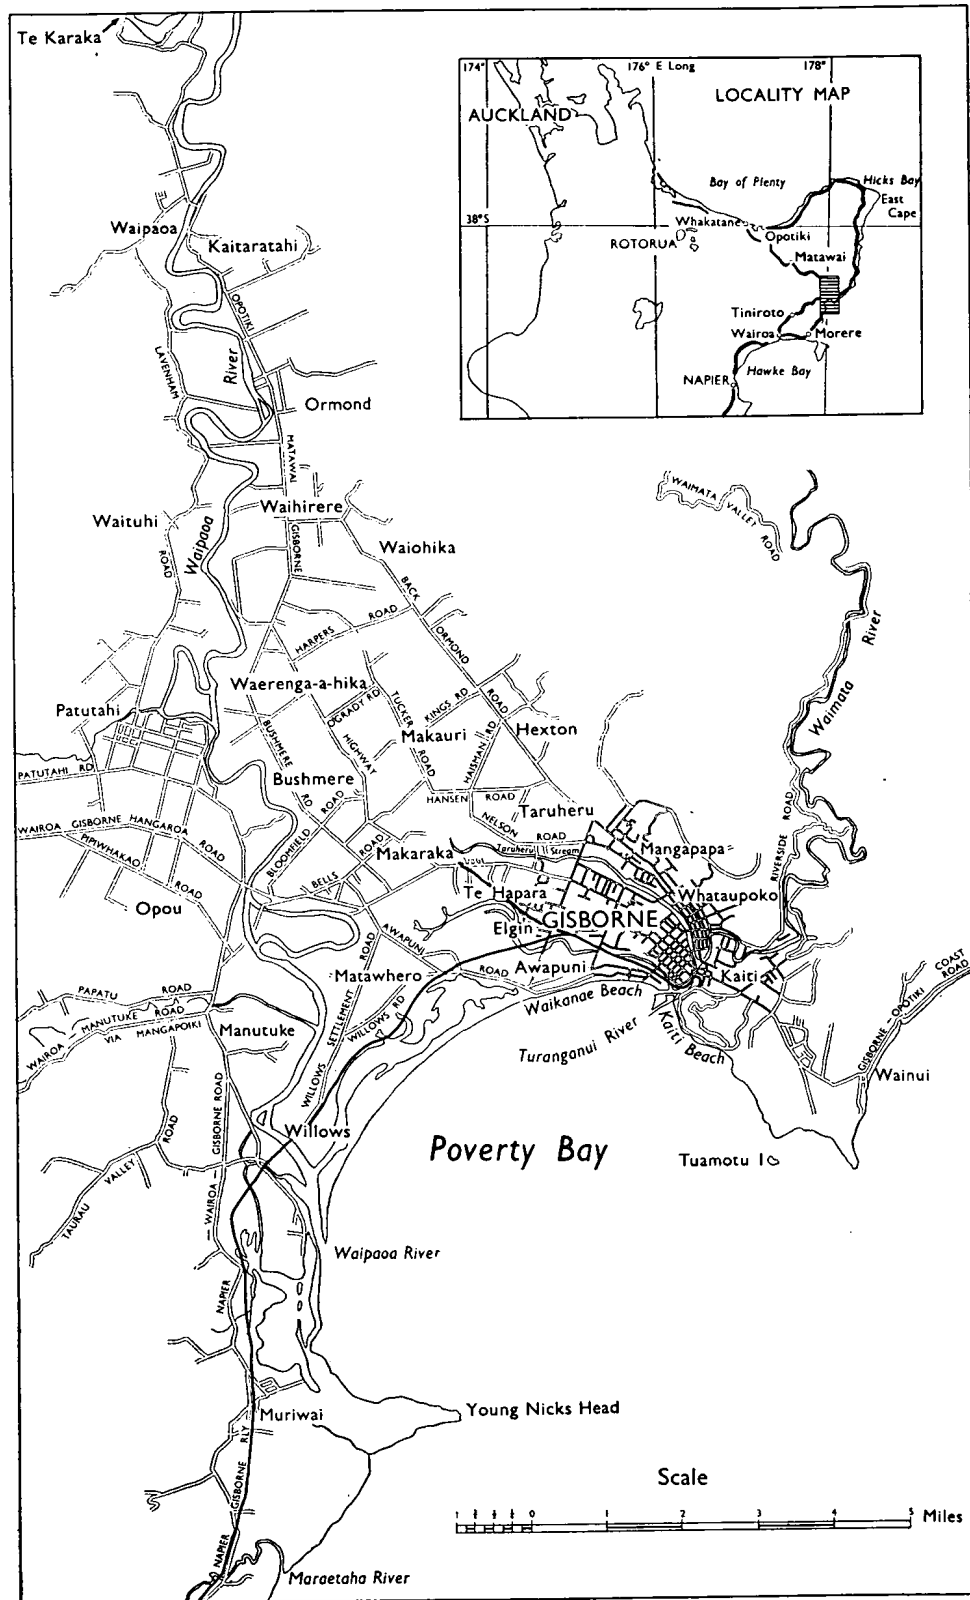 Te Karaka
174°
176° E Long
178°
LOCALITY MAP
AUCKLAND
Bay of Plenty
Hicks Bay
East
Cape
38°S
Whakatane
Opotiki
ROTORUA
Matawai
Tiniroto
Wairoa
Morere
Hawke Bay
NAPIER
Waipaoa
Kaitaratahi
OPOTIKI
LAVENHAM
River
Ormond
MATAWAI
WAIMATA
VALLEY
ROAD
Waihirere
Waituhi
GISBORNE
Waipaoa
ROAD
Waiohika
BACK
ORMOND
ROAD
HARPERS ROAD
River
Waimata
Waerenga-a-hika
O'GRADY RD
TUCKER
ROAD
KINGS RD
Patutahi
Makauri
Hexton
HAISMAN RD
BUSHMERE
RD
HIGHWAY
Bushmere
PATUTAHI RD
HANSEN ROAD
Taruheru
NELSON
ROAD
RIVERSIDE ROAD
WAIROA GISBORNE HANGAROA ROAD
BLOOMFIELD ROAD
PIPIWHAKAO
ROAD
Taruheru Stream
Mangapapa
Makaraka
ROAD
BELLS
Te Hapara
Whataupoko
Opou
GISBORNE
Elgin
AWAPUNI
ROAD
Awapuni
Kaiti
Matawhero
COAST
ROAD
GISBORNE - OPOTIKI
PAPATU ROAD
Waikanae Beach
WAIROA - MANUTUKE ROAD
VIA MANGAPOIKI
Manutuke
WILLOWS SETTLEMENT ROAD
WILLOWS RD
Turanganui River
Kaiti Beach
Wainui
Willows
Poverty Bay
Tuamotu I
TAURAU VALLEY ROAD
WAIROA - GISBORNE ROAD
Waipaoa River
NAPIER
Muriwai
Young Nicks Head
NAPIER GISBORNE RLY
Scale
0 1 2 3 4 5 Miles
Maraetaha River